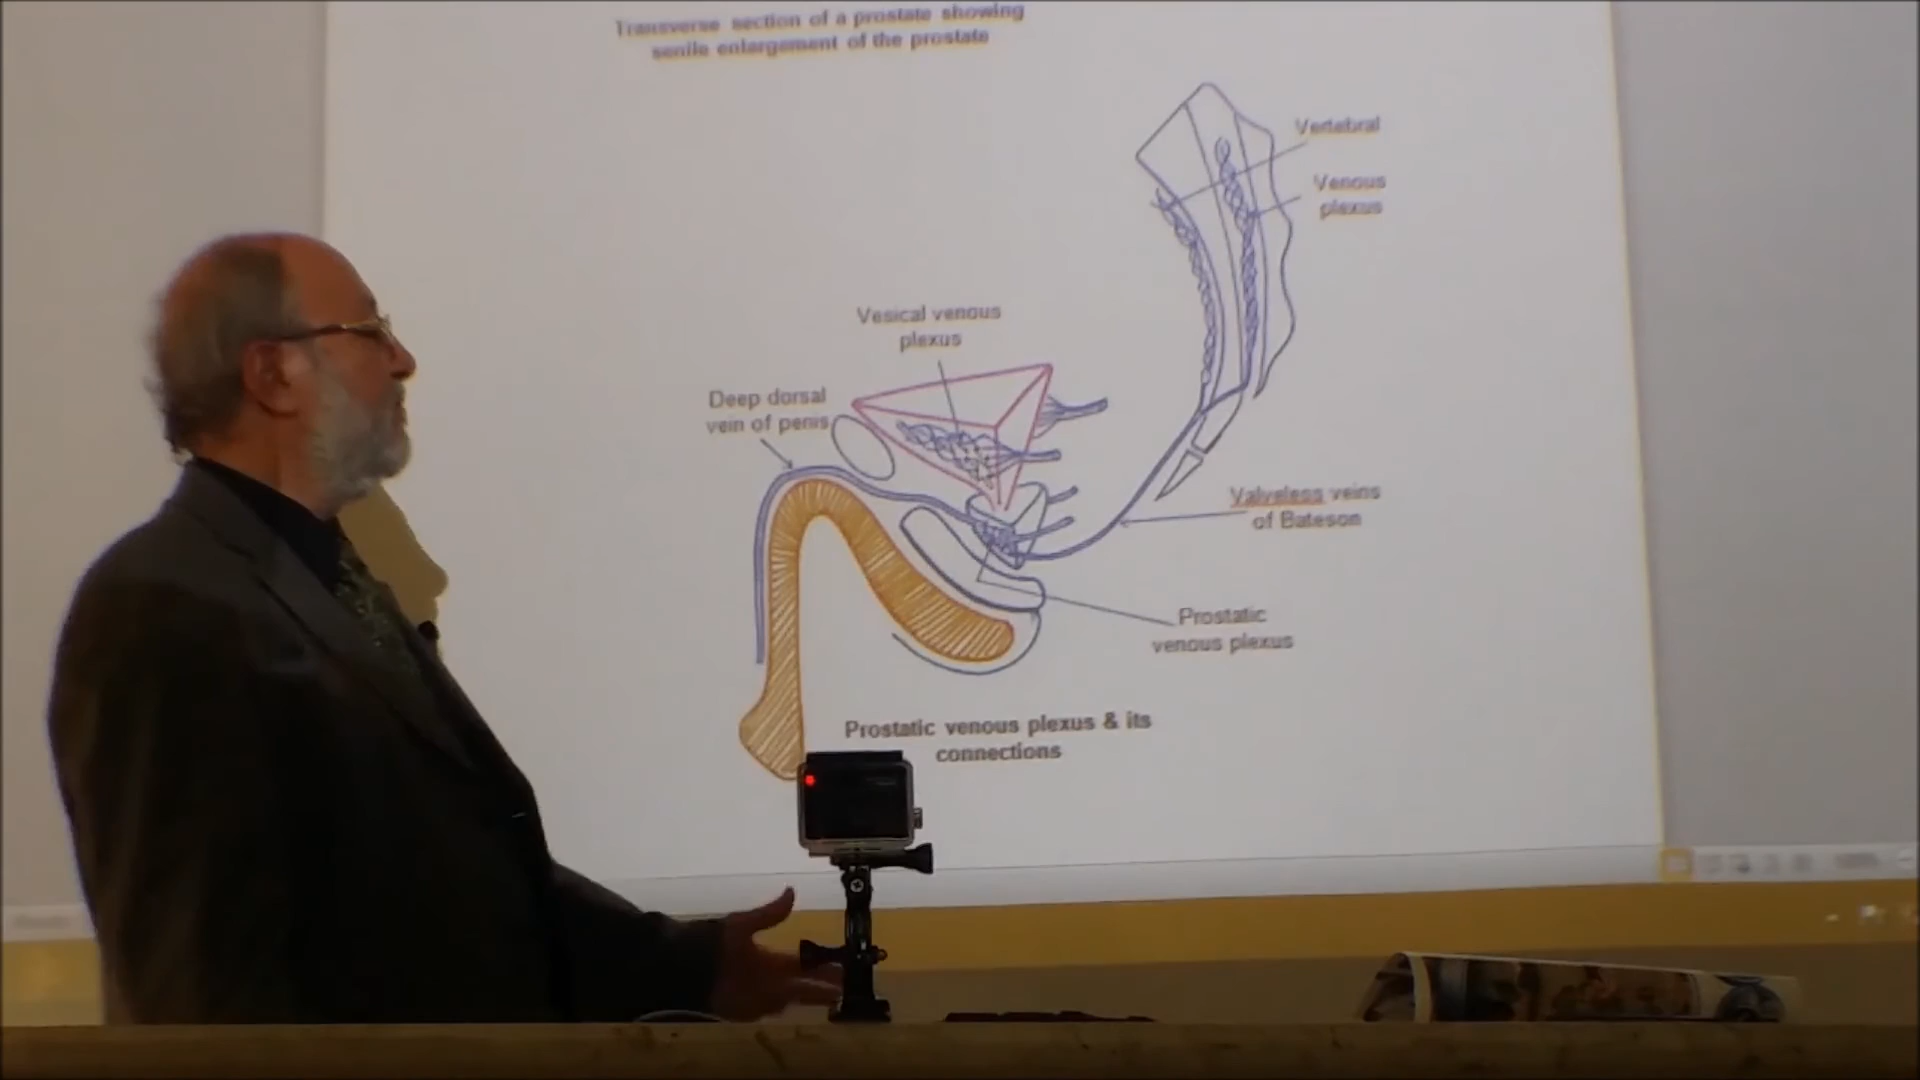 Transverse section of a prostate showing
senile enlargement of the prostate
Vertebral
Venous
plexus
Vesical venous
plexus
Deep dorsal
vein of penis
Valveless veins
of Bateson
Prostatic
venous plexus
Prostatic venous plexus & its
connections